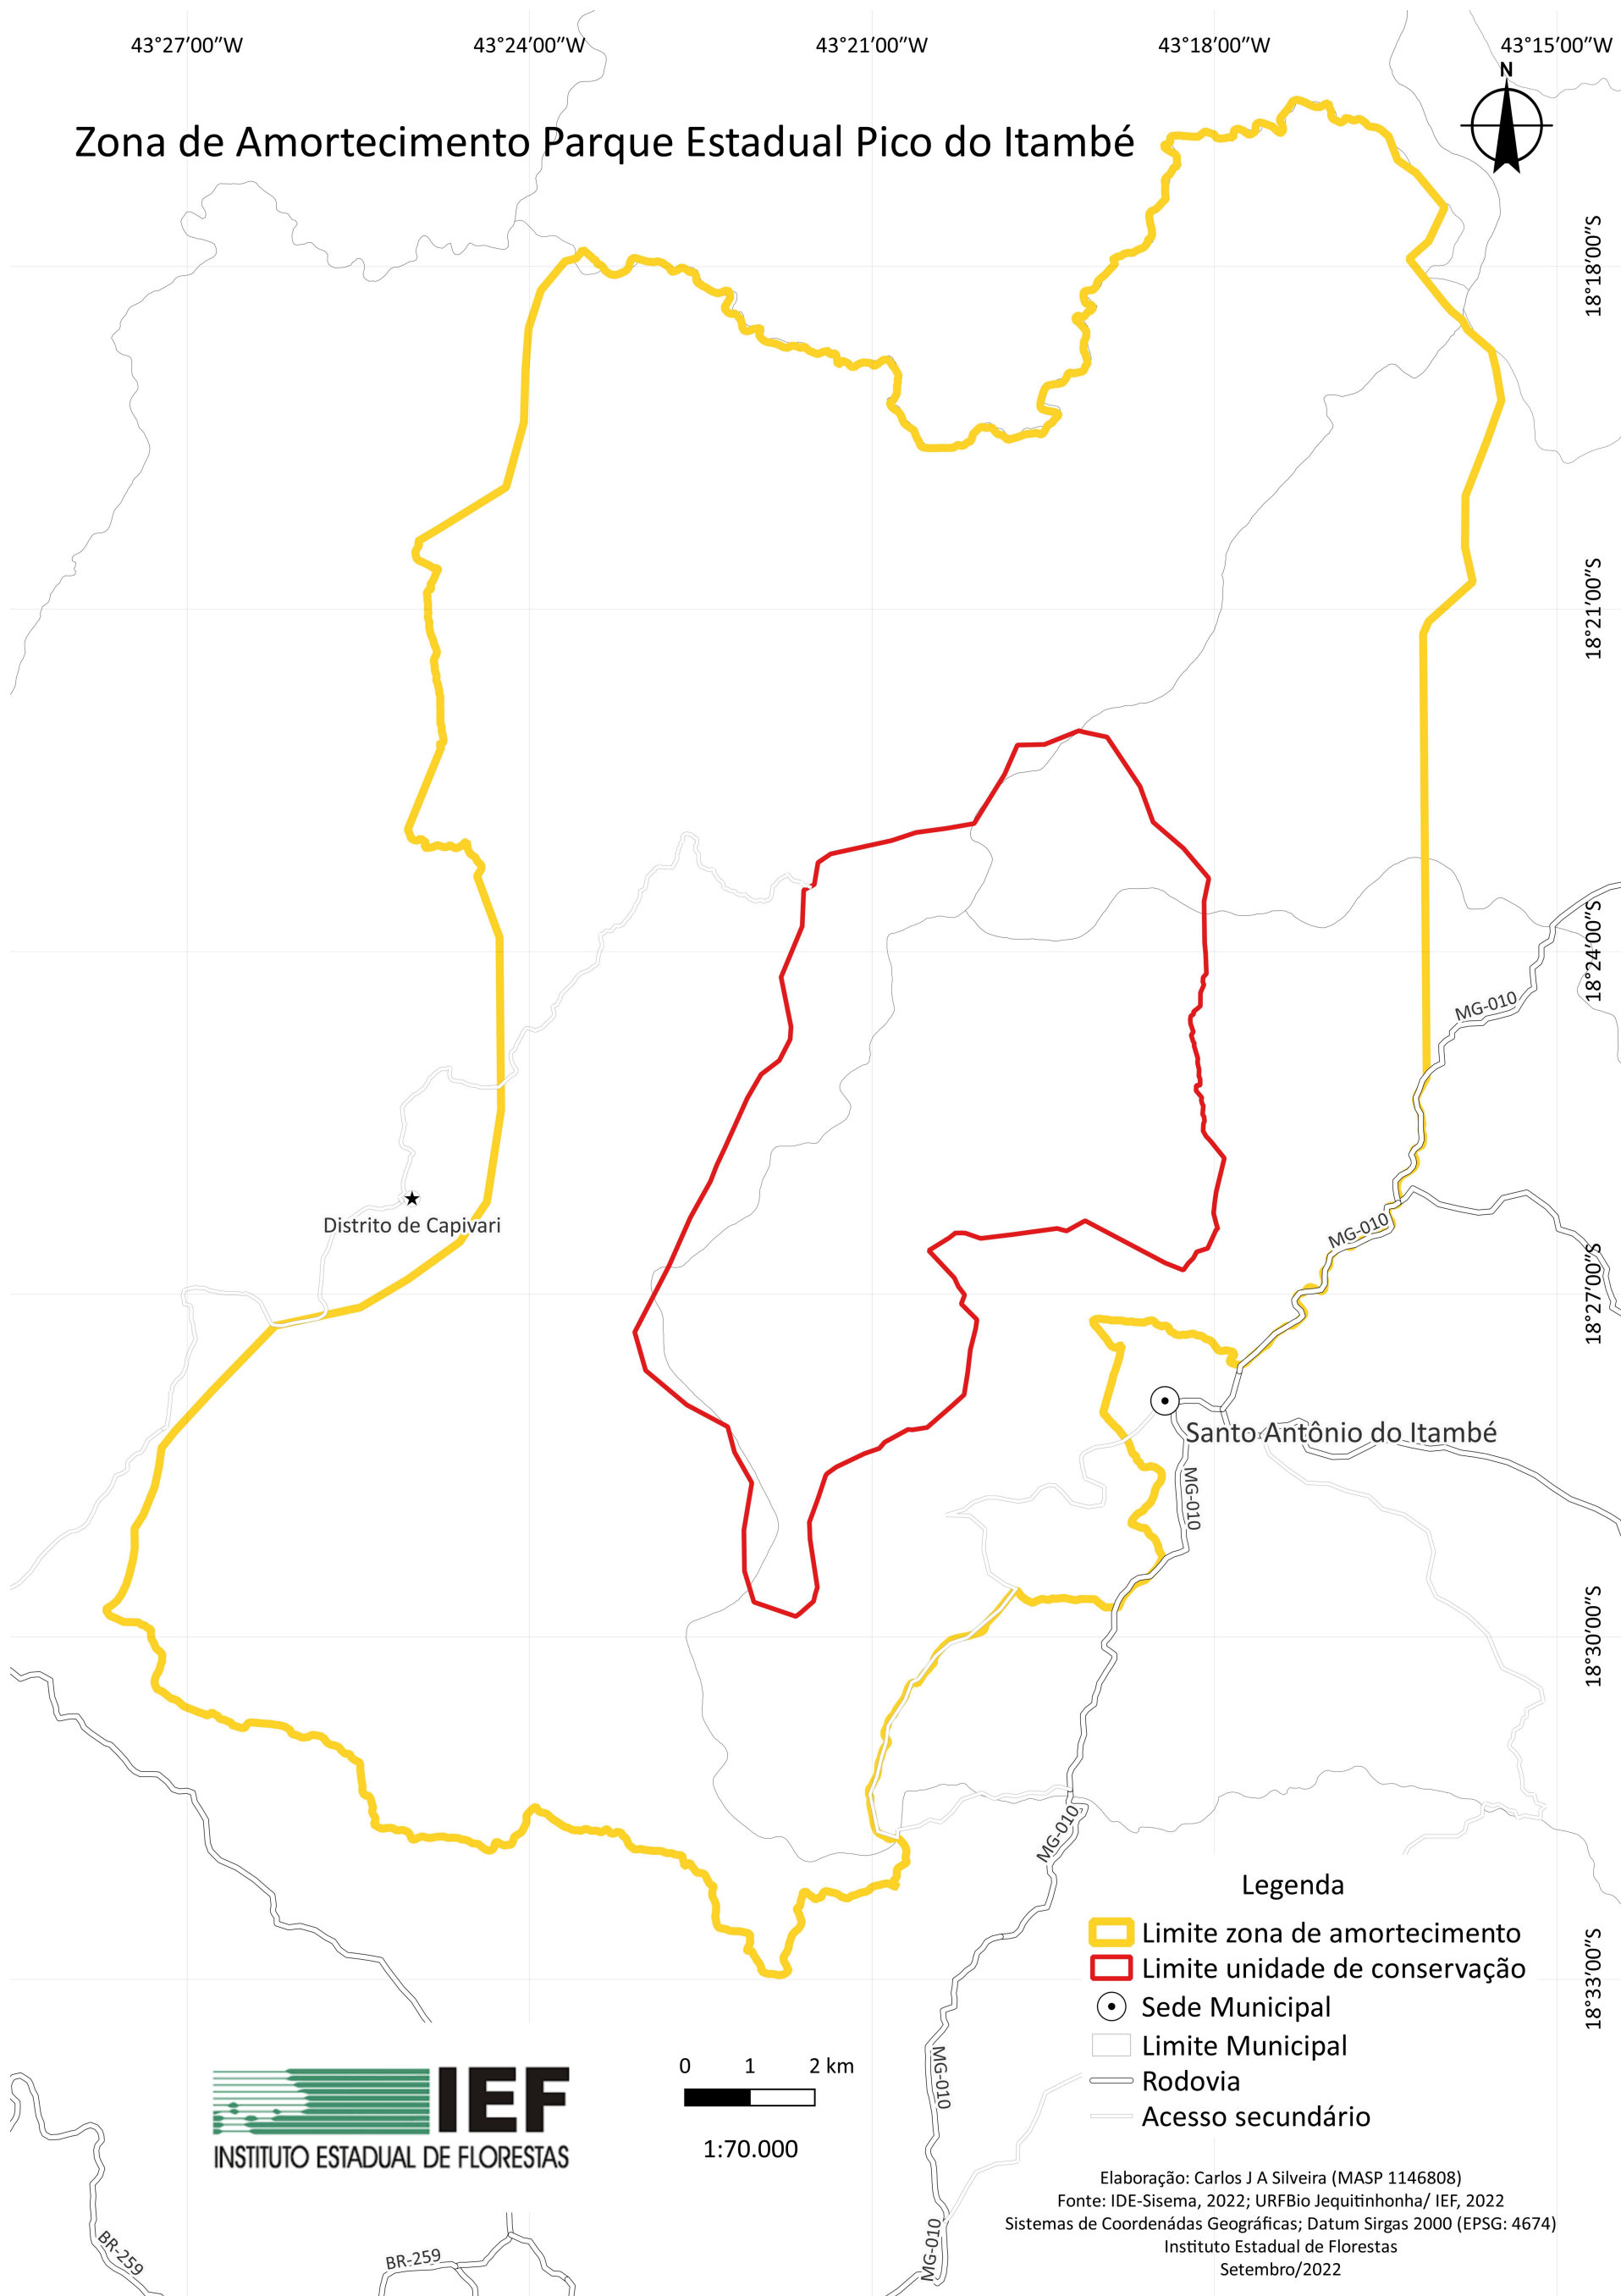 43°27'00"W
43°24'00"W
43°21'00"W
43°18'00"W
43°15'00"W
N
Zona de Amortecimento Parque Estadual Pico do Itambé
18°18'00"S
18°21'00"S
18°24'00"S
MG-010
Distrito de Capivari
MG-010
18°27'00"S
Santo Antônio do Itambé
MG-010
18°30'00"S
MG-010
Legenda
Limite zona de amortecimento
Limite unidade de conservação
18°33'00"S
Sede Municipal
Limite Municipal
Rodovia
Acesso secundário
MG-010
IEF
INSTITUTO ESTADUAL DE FLORESTAS
0 1 2 km
1:70.000
Elaboração: Carlos J A Silveira (MASP 1146808)
Fonte: IDE-Sisema, 2022; URFBio Jequitinhonha/ IEF, 2022
Sistemas de Coordenádas Geográficas; Datum Sirgas 2000 (EPSG: 4674)
Instituto Estadual de Florestas
Setembro/2022
MG-010
BR-259
BR-259